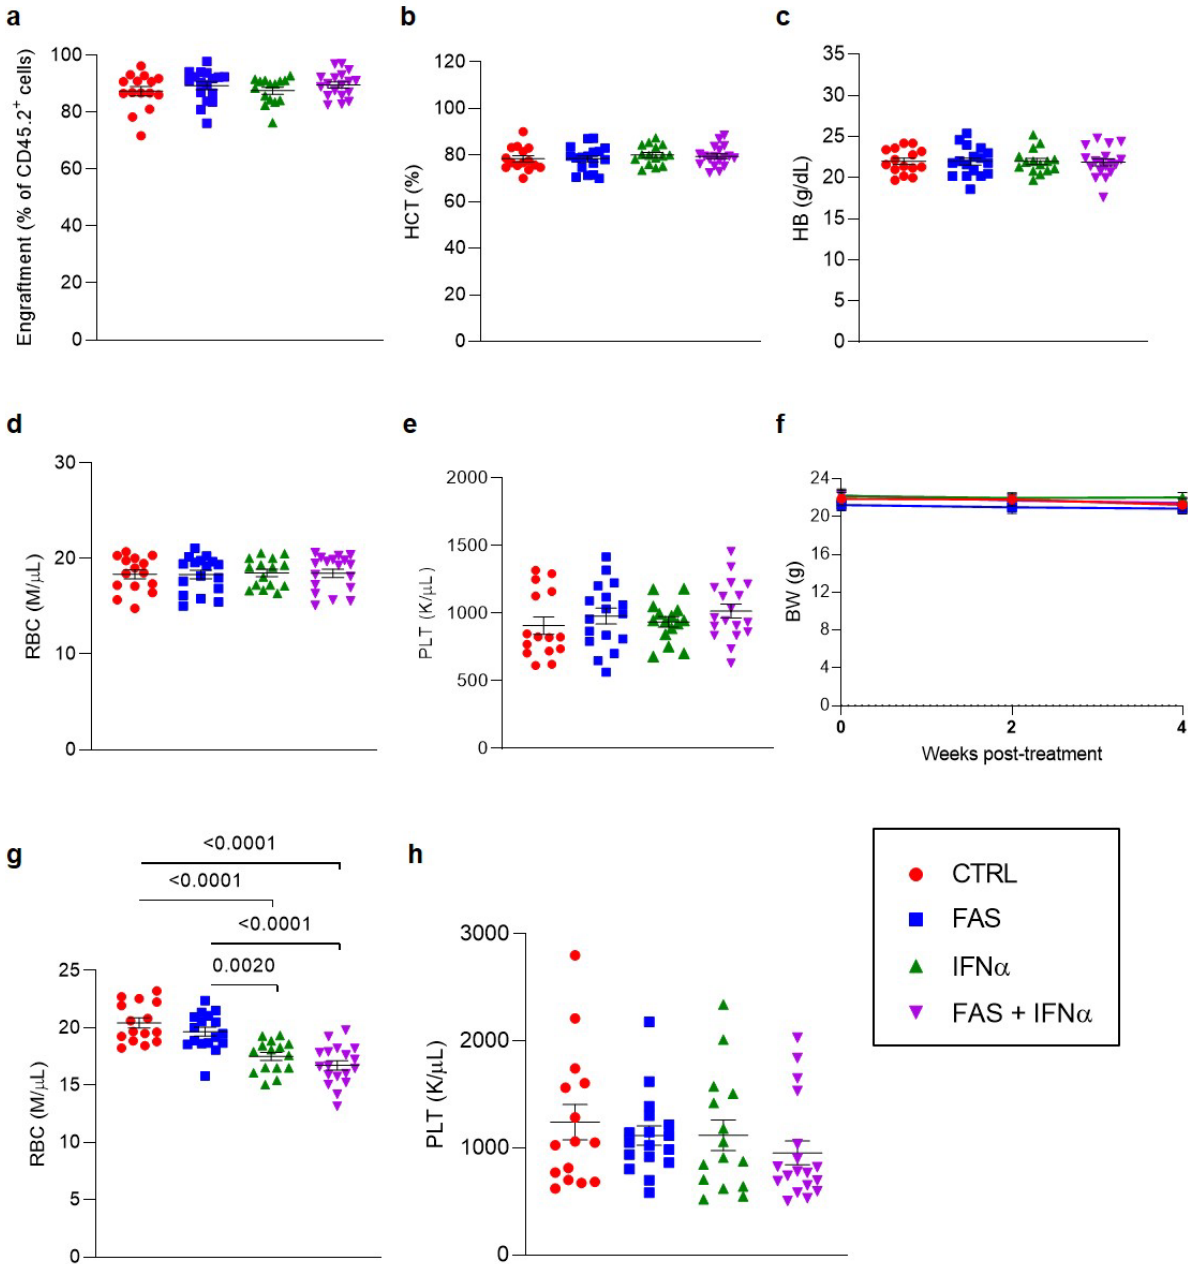 a
Engraftment (% of CD45.2⁺ cells)
100
80
60
40
20
0
b
HCT (%)
120
100
80
60
40
20
0
c
HB (g/dL)
35
30
25
20
15
10
5
0
d
RBC (M/μL)
30
20
10
0
e
PLT (K/μL)
2000
1500
1000
500
0
f
BW (g)
24
20
16
12
8
4
0
0 2 4
Weeks post-treatment
g
<0.0001
<0.0001
<0.0001
0.0020
RBC (M/μL)
25
20
15
10
5
0
h
PLT (K/μL)
3000
2000
1000
0
CTRL
FAS
IFNα
FAS + IFNα